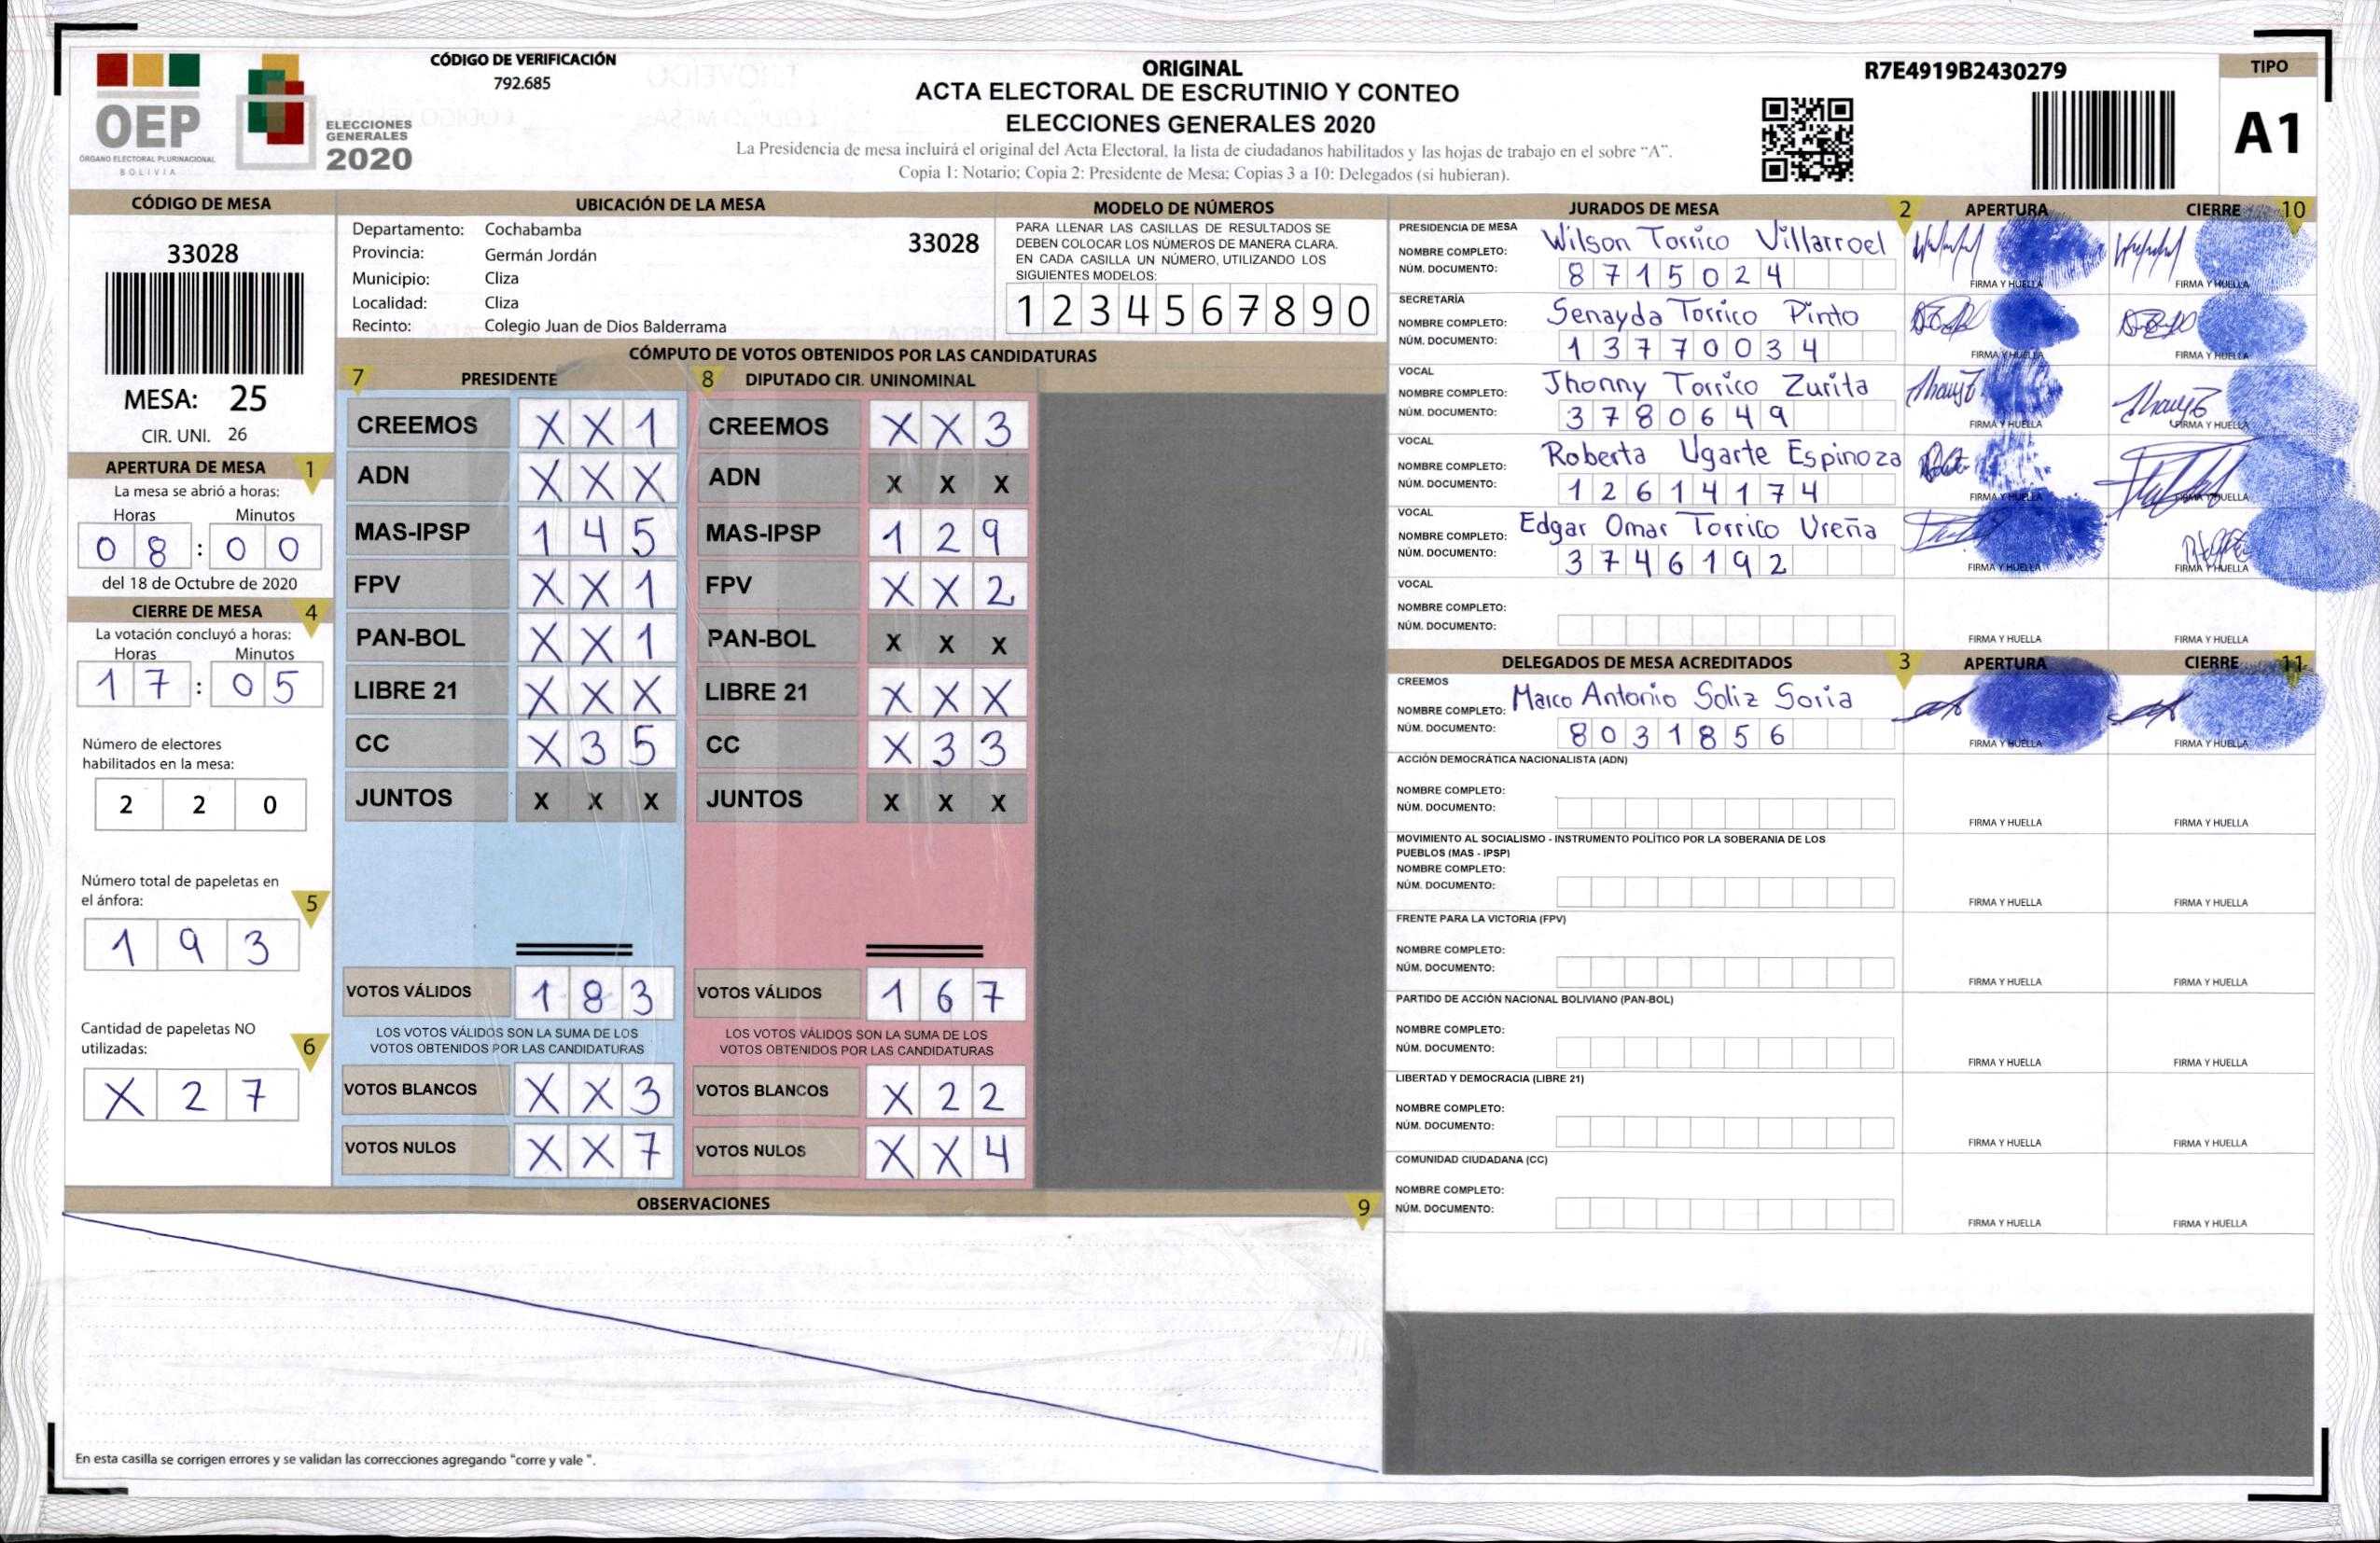 OEP
ÓRGANO ELECTORAL PLURINACIONAL
BOLIVIA
ELECCIONES
GENERALES
2020
CÓDIGO DE VERIFICACIÓN
792.685
ORIGINAL
ACTA ELECTORAL DE ESCRUTINIO Y CONTEO
ELECCIONES GENERALES 2020
La Presidencia de mesa incluirá el original del Acta Electoral, la lista de ciudadanos habilitados y las hojas de trabajo en el sobre “A”.
Copia 1: Notario; Copia 2: Presidente de Mesa; Copias 3 a 10: Delegados (si hubieran).
R7E4919B2430279
TIPO
A1
CÓDIGO DE MESA
33028
MESA: 25
CIR. UNI. 26
APERTURA DE MESA 1
La mesa se abrió a horas:
Horas Minutos
0 8 : 0 0
del 18 de Octubre de 2020
CIERRE DE MESA 4
La votación concluyó a horas:
Horas Minutos
1 7 : 0 5
Número de electores
habilitados en la mesa:
2 2 0
Número total de papeletas en
el ánfora: 5
1 9 3
Cantidad de papeletas NO
utilizadas: 6
X 2 7
UBICACIÓN DE LA MESA
Departamento: Cochabamba 33028
Provincia: Germán Jordán
Municipio: Cliza
Localidad: Cliza
Recinto: Colegio Juan de Dios Balderrama
MODELO DE NÚMEROS
PARA LLENAR LAS CASILLAS DE RESULTADOS SE
DEBEN COLOCAR LOS NÚMEROS DE MANERA CLARA.
EN CADA CASILLA UN NÚMERO, UTILIZANDO LOS
SIGUIENTES MODELOS:
1 2 3 4 5 6 7 8 9 0
CÓMPUTO DE VOTOS OBTENIDOS POR LAS CANDIDATURAS
7 PRESIDENTE 8 DIPUTADO CIR. UNINOMINAL
CREEMOS X X 1 CREEMOS X X 3
ADN X X X ADN X X X
MAS-IPSP 1 4 5 MAS-IPSP 1 2 9
FPV X X 1 FPV X X 2
PAN-BOL X X 1 PAN-BOL X X X
LIBRE 21 X X X LIBRE 21 X X X
CC X 3 5 CC X 3 3
JUNTOS X X X JUNTOS X X X
VOTOS VÁLIDOS 1 8 3 VOTOS VÁLIDOS 1 6 7
LOS VOTOS VÁLIDOS SON LA SUMA DE LOS LOS VOTOS VÁLIDOS SON LA SUMA DE LOS
VOTOS OBTENIDOS POR LAS CANDIDATURAS VOTOS OBTENIDOS POR LAS CANDIDATURAS
VOTOS BLANCOS X X 3 VOTOS BLANCOS X 2 2
VOTOS NULOS X X 7 VOTOS NULOS X X 4
OBSERVACIONES 9
En esta casilla se corrigen errores y se validan las correcciones agregando "corre y vale ".
JURADOS DE MESA 2 APERTURA CIERRE 10
PRESIDENCIA DE MESA
NOMBRE COMPLETO: Wilson Torrico Villarroel
NÚM. DOCUMENTO: 8 7 1 5 0 2 4 FIRMA Y HUELLA FIRMA Y HUELLA
SECRETARÍA
NOMBRE COMPLETO: Senayda Torrico Pinto
NÚM. DOCUMENTO: 1 3 7 7 0 0 3 4 FIRMA Y HUELLA FIRMA Y HUELLA
VOCAL
NOMBRE COMPLETO: Jhonny Torrico Zurita
NÚM. DOCUMENTO: 3 7 8 0 6 4 9 FIRMA Y HUELLA FIRMA Y HUELLA
VOCAL
NOMBRE COMPLETO: Roberta Ugarte Espinoza
NÚM. DOCUMENTO: 1 2 6 1 4 1 7 4 FIRMA Y HUELLA FIRMA Y HUELLA
VOCAL
NOMBRE COMPLETO: Edgar Omar Torrico Ureña
NÚM. DOCUMENTO: 3 7 4 6 1 9 2 FIRMA Y HUELLA FIRMA Y HUELLA
VOCAL
NOMBRE COMPLETO:
NÚM. DOCUMENTO: FIRMA Y HUELLA FIRMA Y HUELLA
DELEGADOS DE MESA ACREDITADOS 3 APERTURA CIERRE 11
CREEMOS
NOMBRE COMPLETO: Marco Antonio Soliz Soria
NÚM. DOCUMENTO: 8 0 3 1 8 5 6 FIRMA Y HUELLA FIRMA Y HUELLA
ACCIÓN DEMOCRÁTICA NACIONALISTA (ADN)
NOMBRE COMPLETO:
NÚM. DOCUMENTO: FIRMA Y HUELLA FIRMA Y HUELLA
MOVIMIENTO AL SOCIALISMO - INSTRUMENTO POLÍTICO POR LA SOBERANIA DE LOS
PUEBLOS (MAS - IPSP)
NOMBRE COMPLETO:
NÚM. DOCUMENTO: FIRMA Y HUELLA FIRMA Y HUELLA
FRENTE PARA LA VICTORIA (FPV)
NOMBRE COMPLETO:
NÚM. DOCUMENTO: FIRMA Y HUELLA FIRMA Y HUELLA
PARTIDO DE ACCIÓN NACIONAL BOLIVIANO (PAN-BOL)
NOMBRE COMPLETO:
NÚM. DOCUMENTO: FIRMA Y HUELLA FIRMA Y HUELLA
LIBERTAD Y DEMOCRACIA (LIBRE 21)
NOMBRE COMPLETO:
NÚM. DOCUMENTO: FIRMA Y HUELLA FIRMA Y HUELLA
COMUNIDAD CIUDADANA (CC)
NOMBRE COMPLETO:
NÚM. DOCUMENTO: FIRMA Y HUELLA FIRMA Y HUELLA